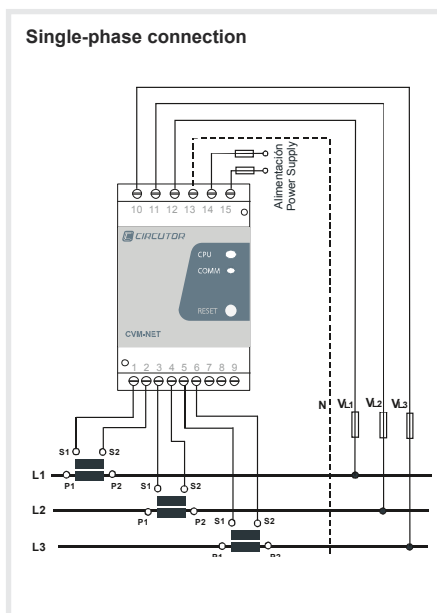 Single-phase connection
Alimentación
Power Supply
10 11 12 13 14 15
CIRCUTOR
CPU
COMM
RESET
CVM-NET
1 2 3 4 5 6 7 8 9
N VL1 VL2 VL3
S1 S2
L1 P1 P2
S1 S2
L2 P1 P2
S1 S2
L3 P1 P2